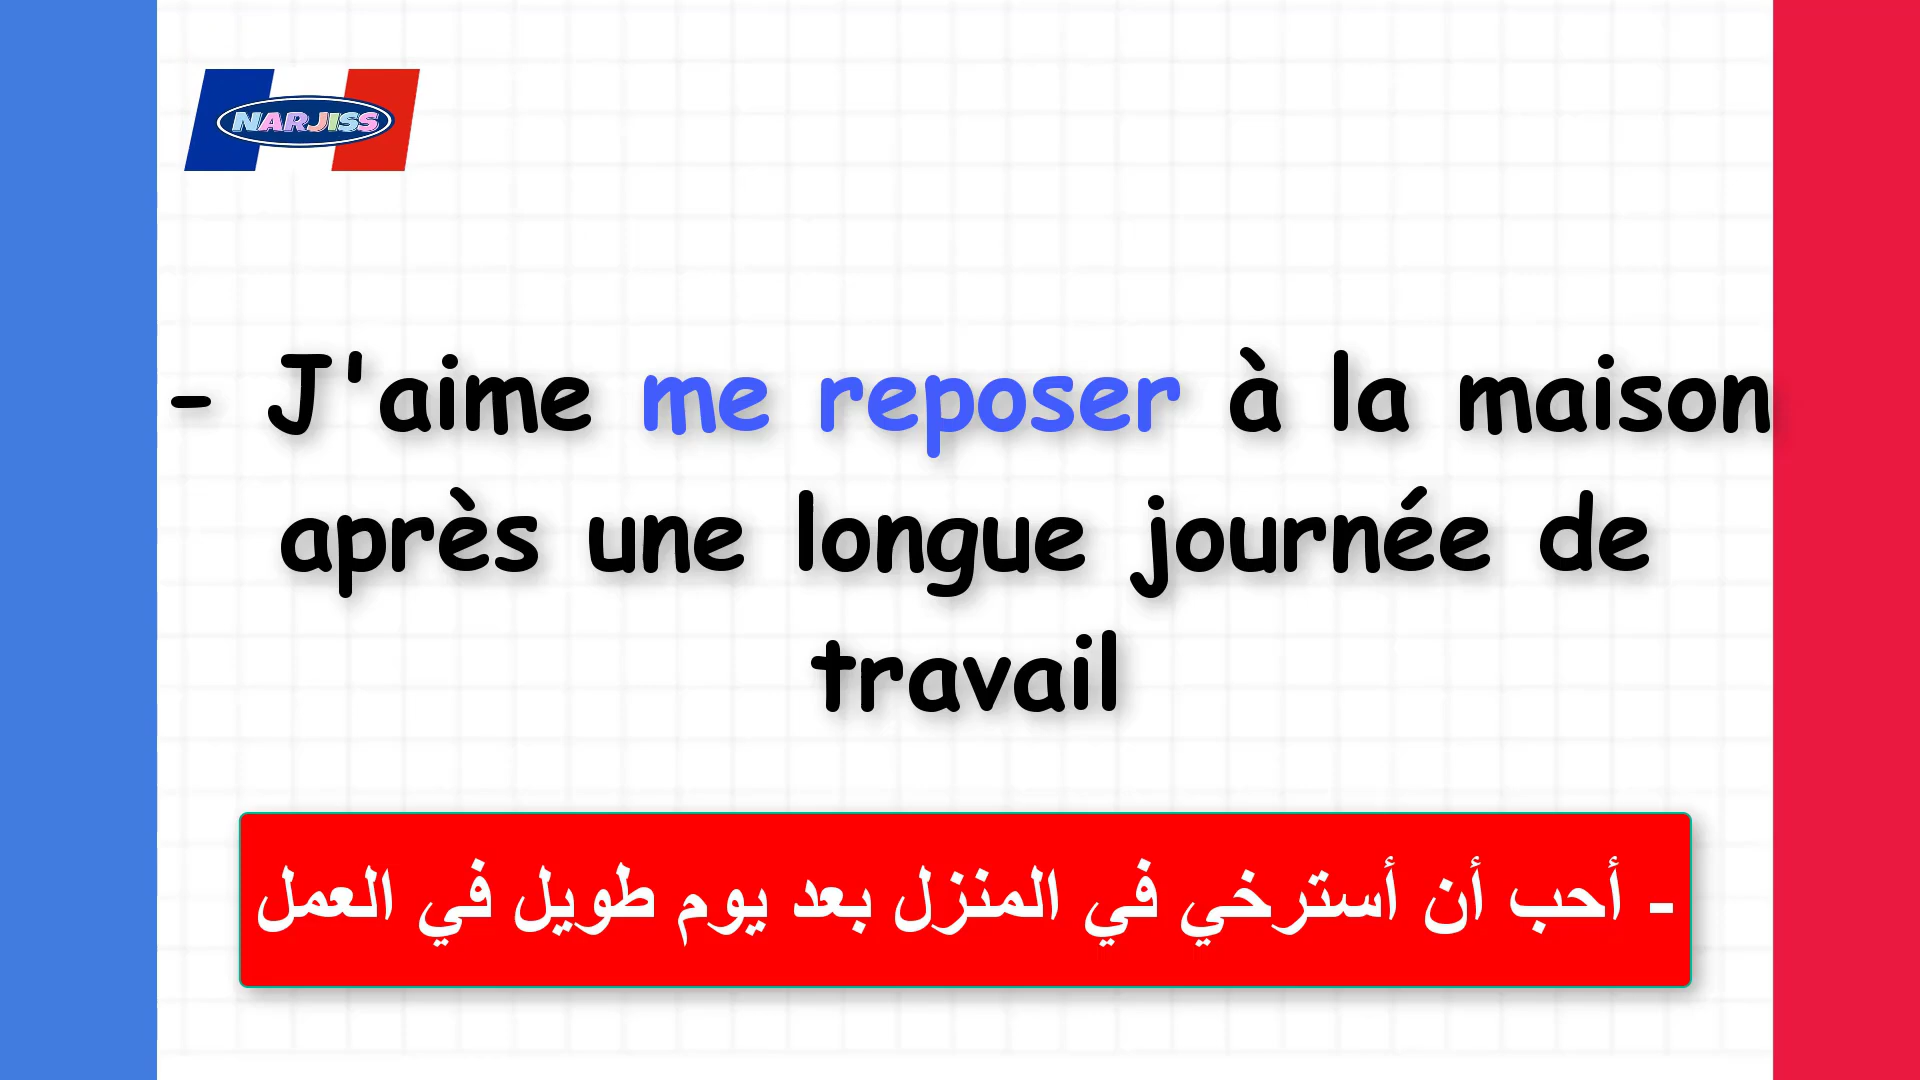 NARJISS
- J'aime me reposer à la maison
après une longue journée de
travail
- أحب أن أسترخي في المنزل بعد يوم طويل في العمل